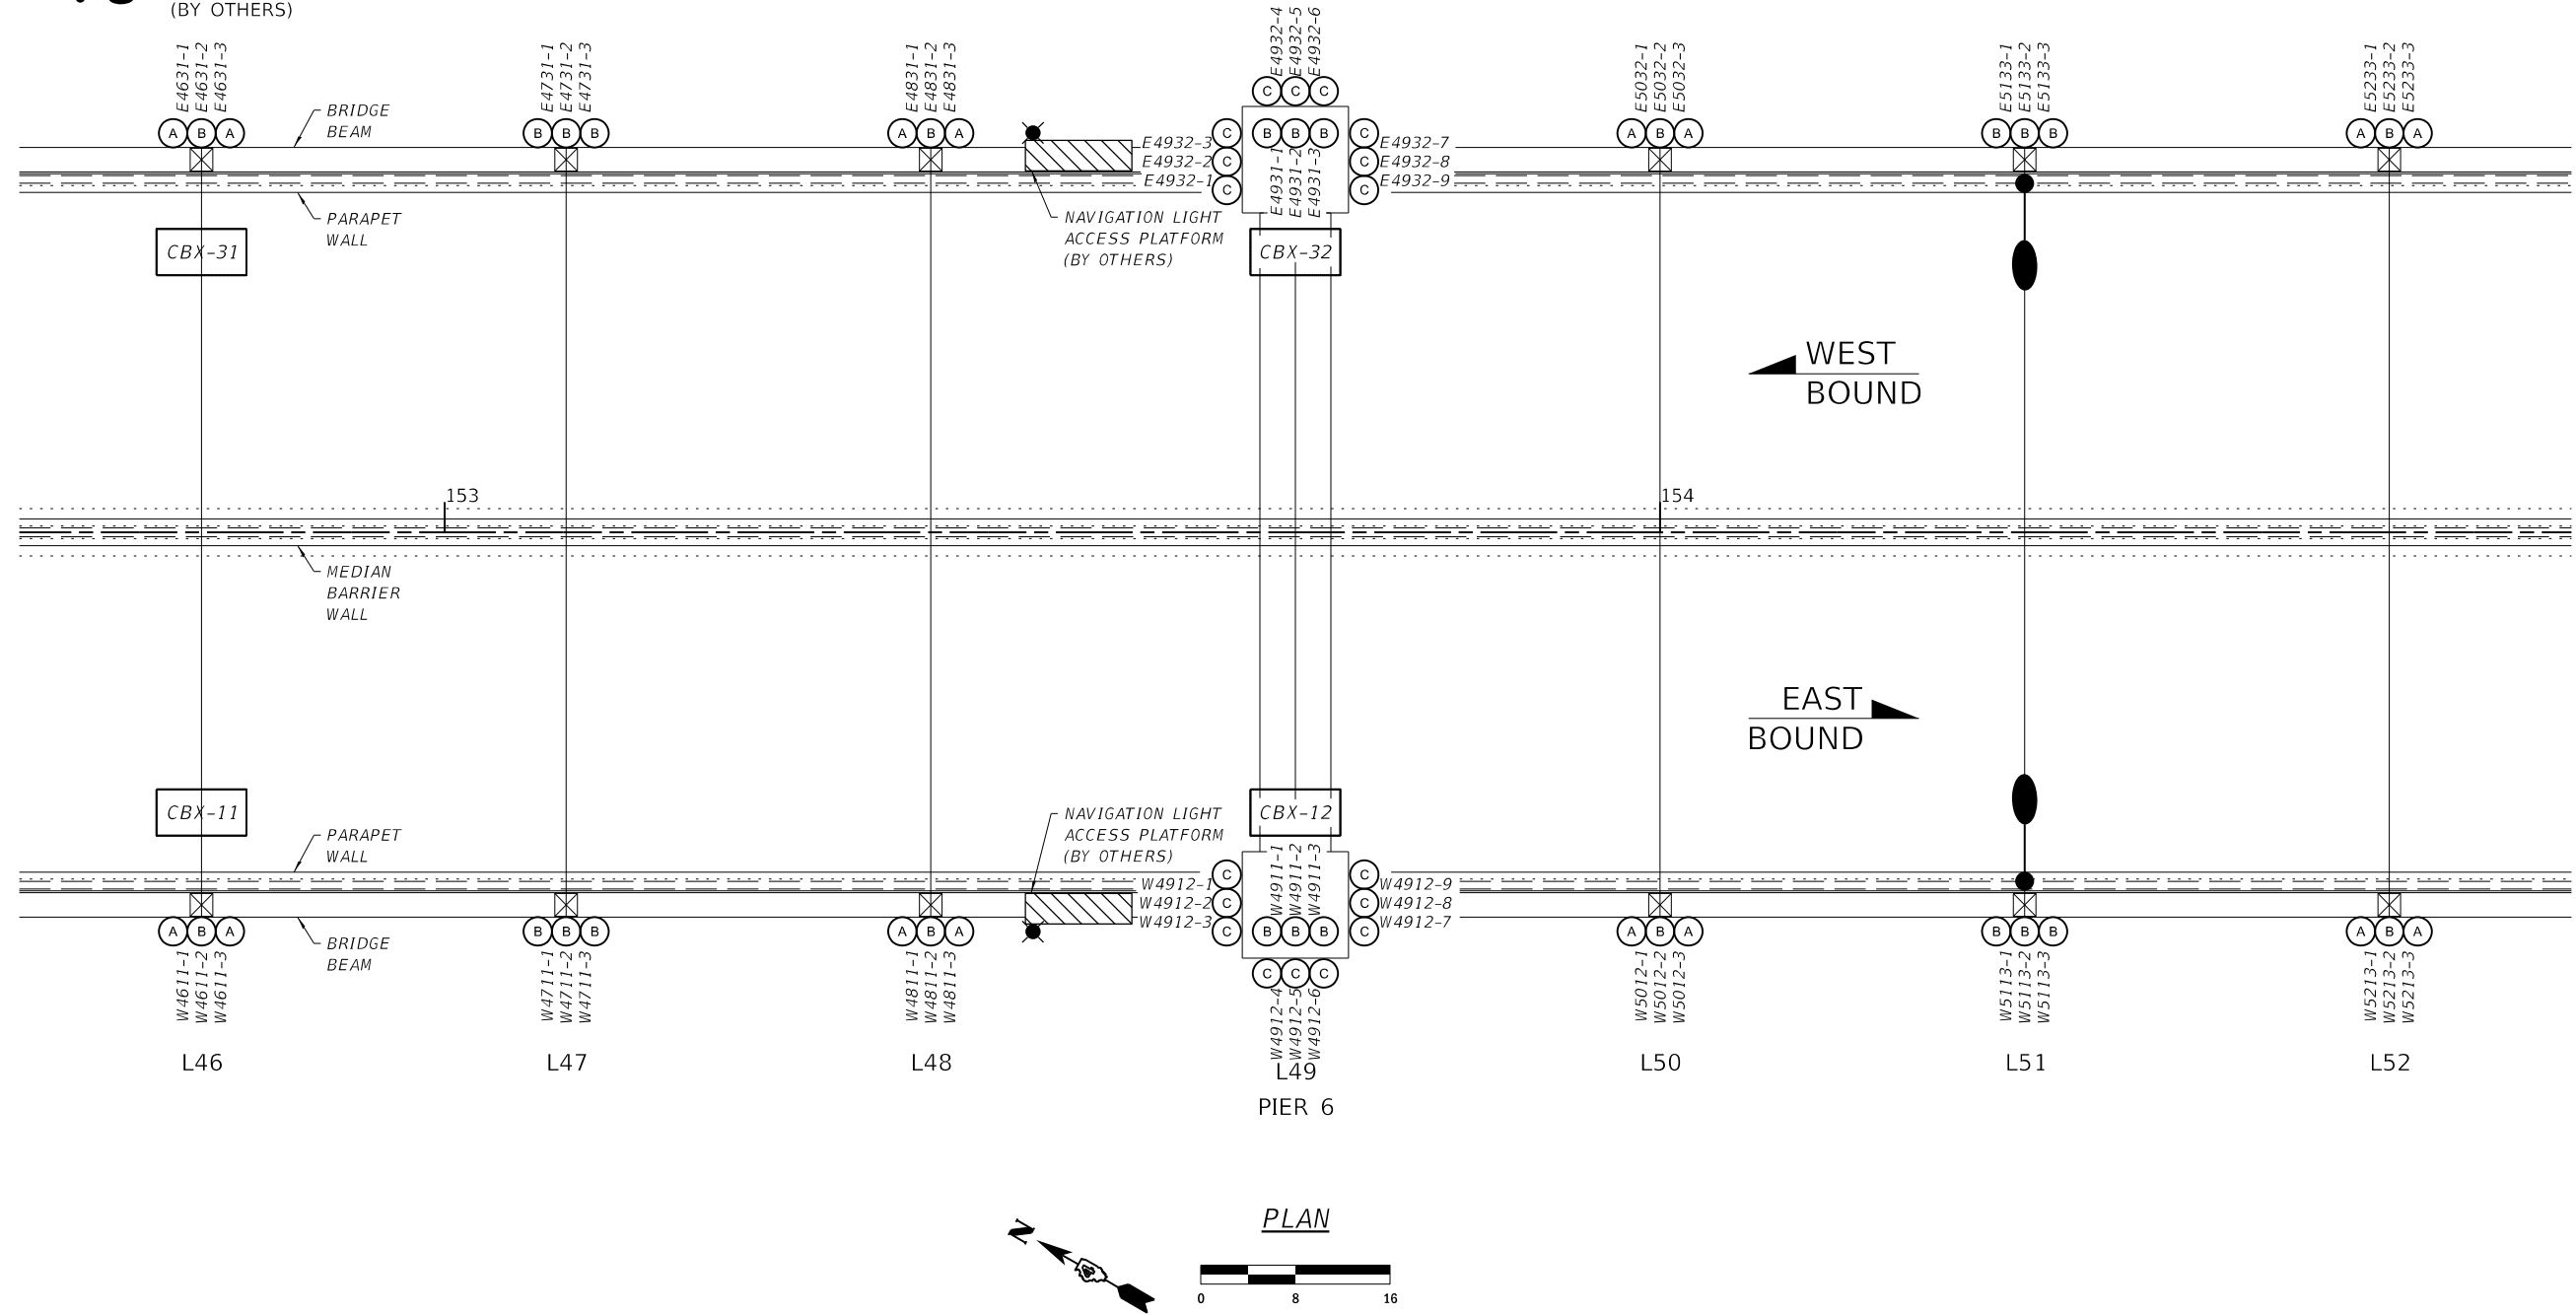 (BY OTHERS)
E4631-1
E4631-2
E4631-3
E4731-1
E4731-2
E4731-3
E4831-1
E4831-2
E4831-3
E4932-4
E4932-5
E4932-6
E5032-1
E5032-2
E5032-3
E5133-1
E5133-2
E5133-3
E5233-1
E5233-2
E5233-3
C C C
BRIDGE
BEAM
A B A
B B B
A B A
C
B B B
C
A B A
B B B
A B A
E4932-3
E4932-2
E4932-1
C
C
E4931-1
E4931-2
E4931-3
C
C
E4932-7
E4932-8
E4932-9
PARAPET
WALL
NAVIGATION LIGHT
ACCESS PLATFORM
(BY OTHERS)
CBX-31
CBX-32
WEST
BOUND
153
154
MEDIAN
BARRIER
WALL
EAST
BOUND
CBX-11
CBX-12
PARAPET
WALL
NAVIGATION LIGHT
ACCESS PLATFORM
(BY OTHERS)
W4911-1
W4911-2
W4911-3
W4912-1
W4912-2
W4912-3
C
C
C
C
C
C
W4912-9
W4912-8
W4912-7
A B A
B B B
A B A
B B B
A B A
B B B
A B A
BRIDGE
BEAM
C C C
W4611-1
W4611-2
W4611-3
W4711-1
W4711-2
W4711-3
W4811-1
W4811-2
W4811-3
W4912-4
W4912-5
W4912-6
W5012-1
W5012-2
W5012-3
W5113-1
W5113-2
W5113-3
W5213-1
W5213-2
W5213-3
L46
L47
L48
L49
L50
L51
L52
PIER 6
PLAN
N
4
0 8 16